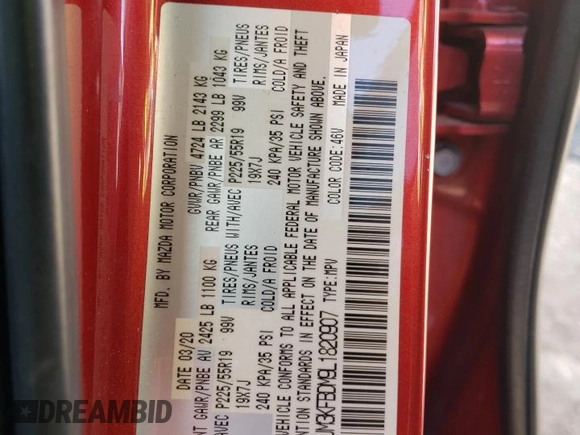 MFD. BY MAZDA MOTOR CORPORATION
DATE 03/20 GVWR/PNBV 4724 LB 2143 KG
GAWR/PNBE AV 2425 LB 1100 KG REAR GAWR/PNBE AR 2299 LB 1043 KG
TIRES/PNEUS WITH/AVEC P225/55R19 99V TIRES/PNEUS
AVEC P225/55R19 99V
19X7J RIMS/JANTES 19X7J RIMS/JANTES
240 KPA/35 PSI COLD/A FROID 240 KPA/35 PSI COLD/A FROID
VEHICLE CONFORMS TO ALL APPLICABLE FEDERAL MOTOR VEHICLE SAFETY AND THEFT
STANDARDS IN EFFECT ON THE DATE OF MANUFACTURE SHOWN ABOVE.
JM3KFBDM9L1820907 TYPE:MPV COLOR CODE:46V MADE IN JAPAN
RIDESAFELY